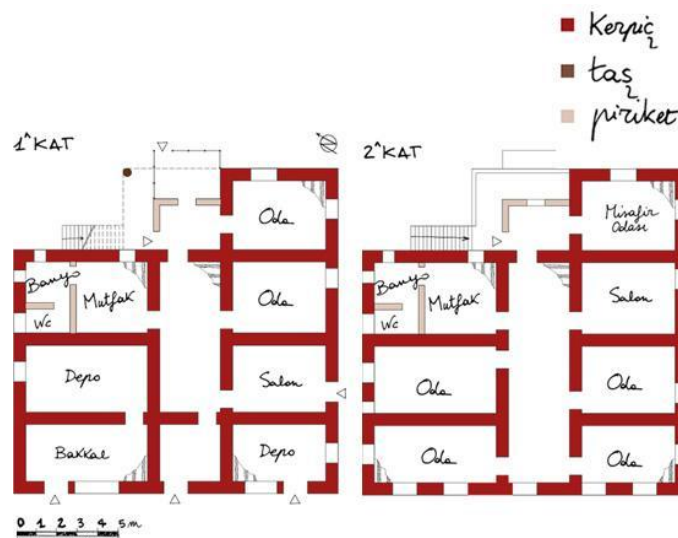 Kerpiç
taş
piriket
1^KAT
2^KAT
Oda
Misafir
Odası
Banyo
Mutfak
Wc
Oda
Banyo
Mutfak
Wc
Salon
Depo
Salon
Oda
Oda
Bakkal
Depo
Oda
Oda
0 1 2 3 4 5 m